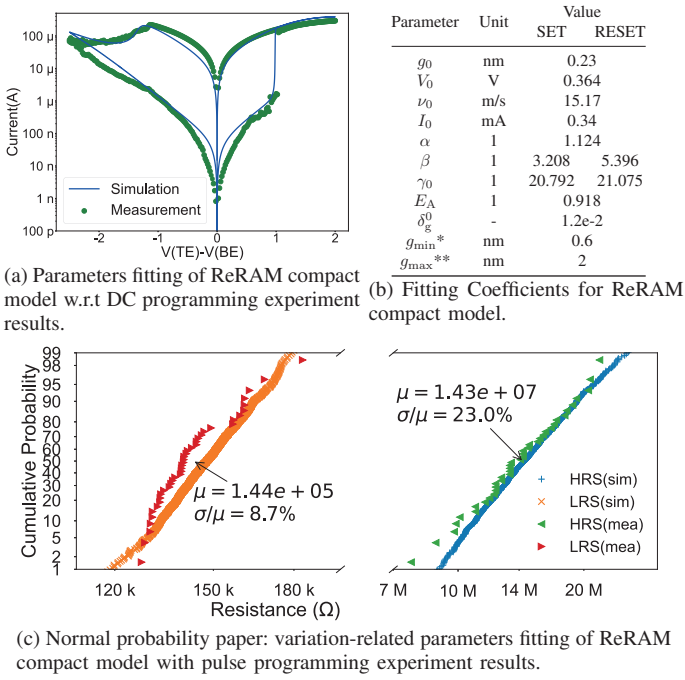 100 μ
10 μ
1 μ
100 n
10 n
1 n
100 p
Current(A)
Simulation
Measurement
-2 -1 0 1 2
V(TE)-V(BE)
(a) Parameters fitting of ReRAM compact
model w.r.t DC programming experiment
results.
Parameter Unit Value
SET RESET
g0 nm 0.23
V0 V 0.364
ν0 m/s 15.17
I0 mA 0.34
α 1 1.124
β 1 3.208 5.396
γ0 1 20.792 21.075
EA 1 0.918
δg0 - 1.2e-2
gmin* nm 0.6
gmax** nm 2
(b) Fitting Coefficients for ReRAM
compact model.
99
98
95
90
80
70
60
50
40
30
20
10
5
2
1
Cumulative Probability
μ = 1.44e + 05
σ/μ = 8.7%
μ = 1.43e + 07
σ/μ = 23.0%
HRS(sim)
LRS(sim)
HRS(mea)
LRS(mea)
120 k 150 k 180 k 7 M 10 M 14 M 20 M
Resistance (Ω)
(c) Normal probability paper: variation-related parameters fitting of ReRAM
compact model with pulse programming experiment results.